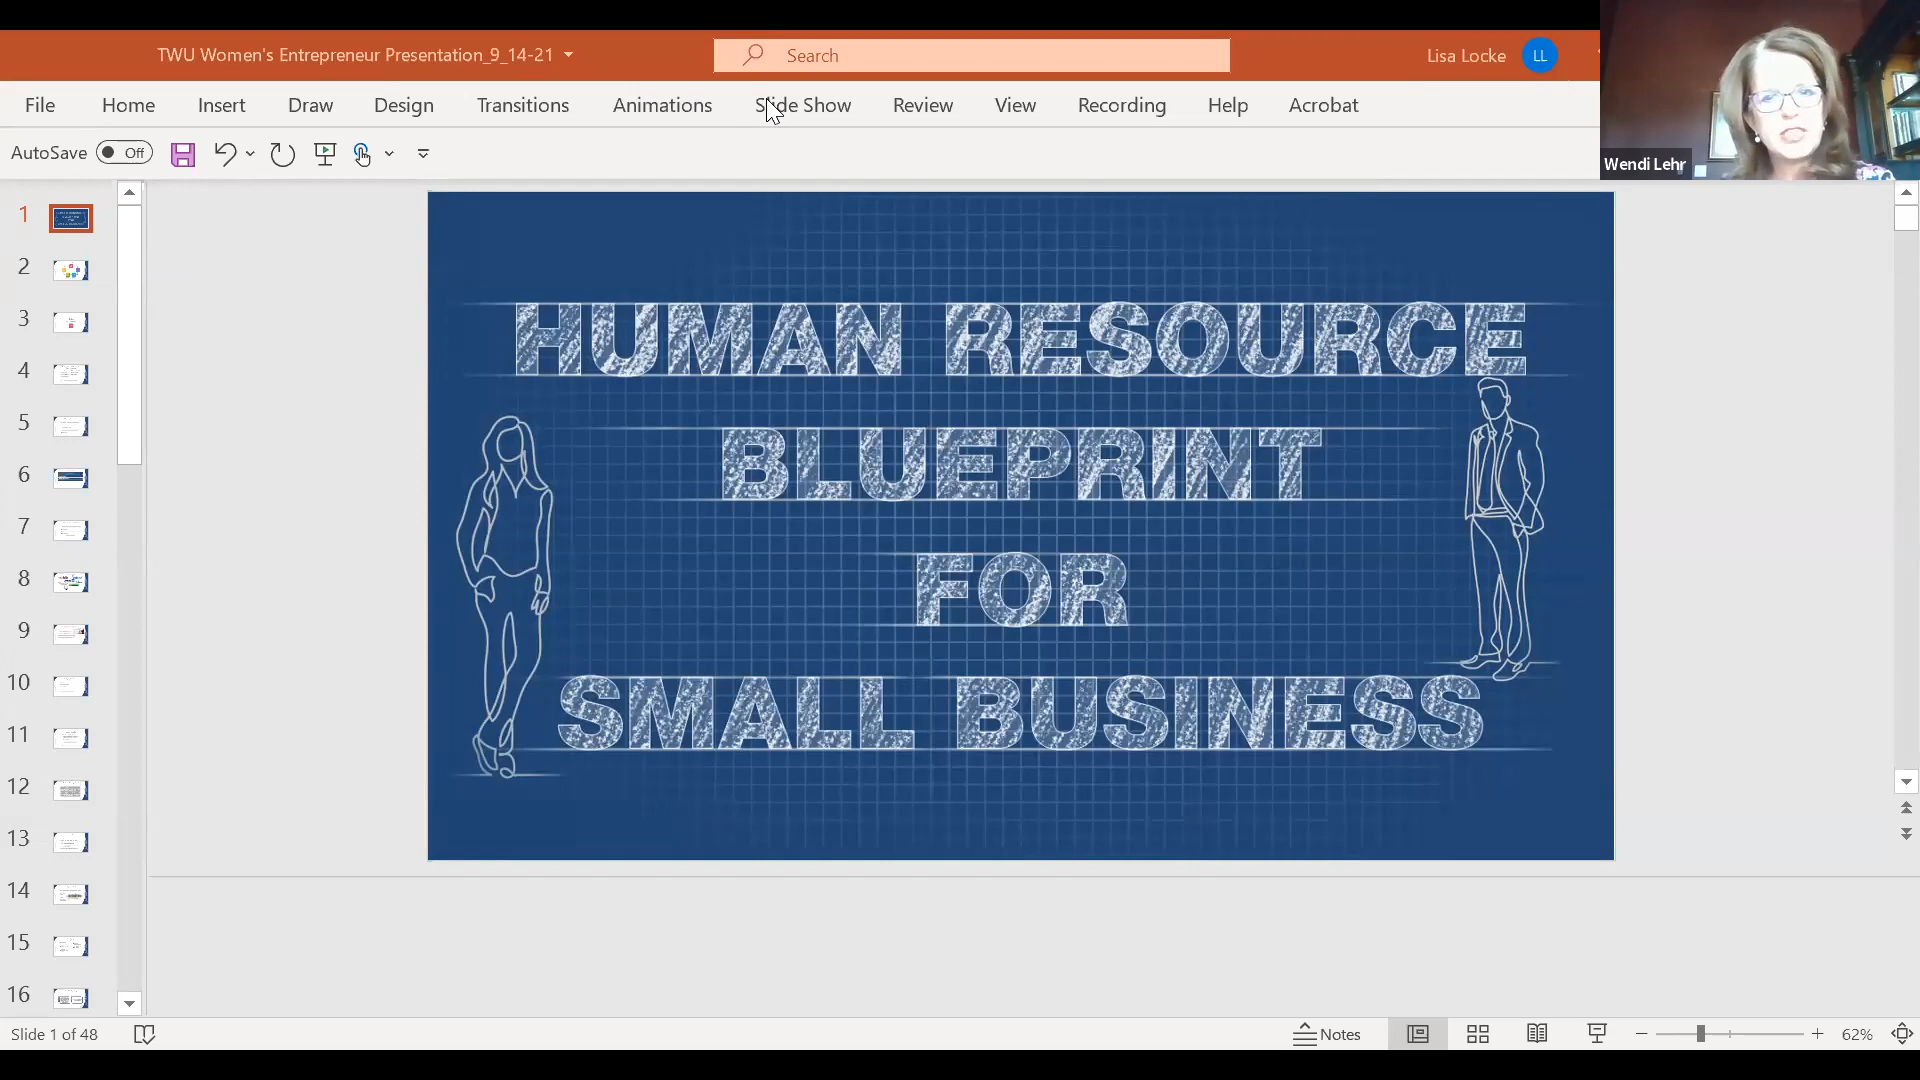 TWU Women's Entrepreneur Presentation_9_14-21
Search
Lisa Locke
LL
File Home Insert Draw Design Transitions Animations Slide Show Review View Recording Help Acrobat
AutoSave Off
Wendi Lehr
HUMAN RESOURCE
BLUEPRINT
FOR
SMALL BUSINESS
1
2
3
4
5
6
7
8
9
10
11
12
13
14
15
16
Slide 1 of 48
Notes
62%